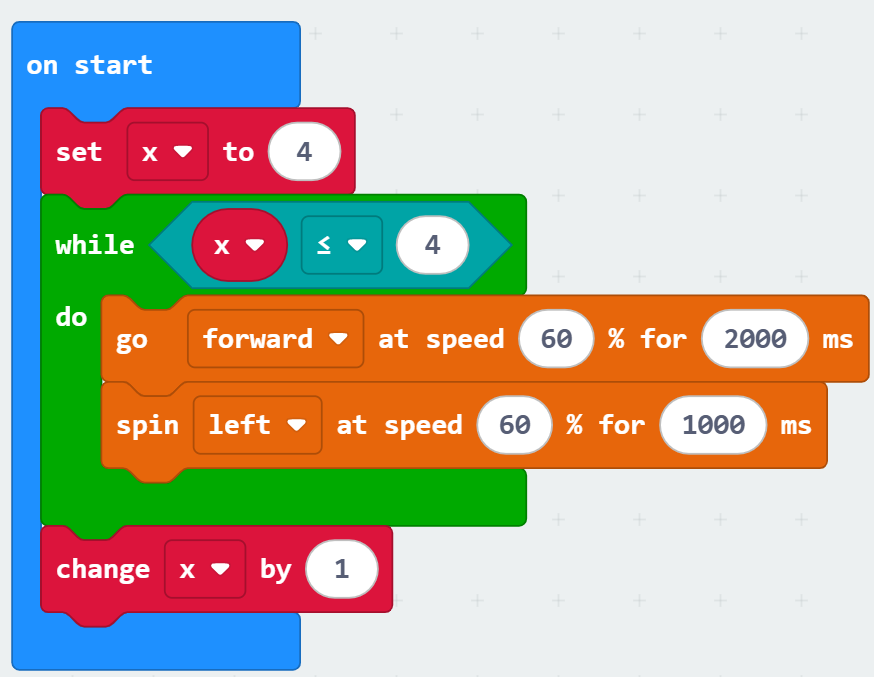 on start
set x to 4
while x ≤ 4
do
go forward at speed 60 % for 2000 ms
spin left at speed 60 % for 1000 ms
change x by 1